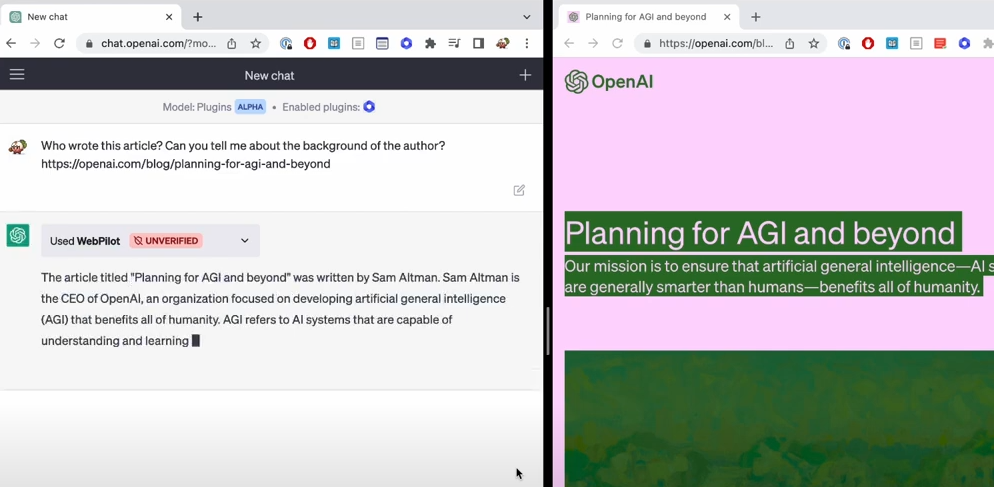 New chat
Planning for AGI and beyond
chat.openai.com/?mo...
https://openai.com/bl...
New chat
Model: Plugins ALPHA • Enabled plugins:
Who wrote this article? Can you tell me about the background of the author?
https://openai.com/blog/planning-for-agi-and-beyond
Used WebPilot UNVERIFIED
The article titled "Planning for AGI and beyond" was written by Sam Altman. Sam Altman is
the CEO of OpenAI, an organization focused on developing artificial general intelligence
(AGI) that benefits all of humanity. AGI refers to AI systems that are capable of
understanding and learning
OpenAI
Planning for AGI and beyond
Our mission is to ensure that artificial general intelligence—AI s
are generally smarter than humans—benefits all of humanity.